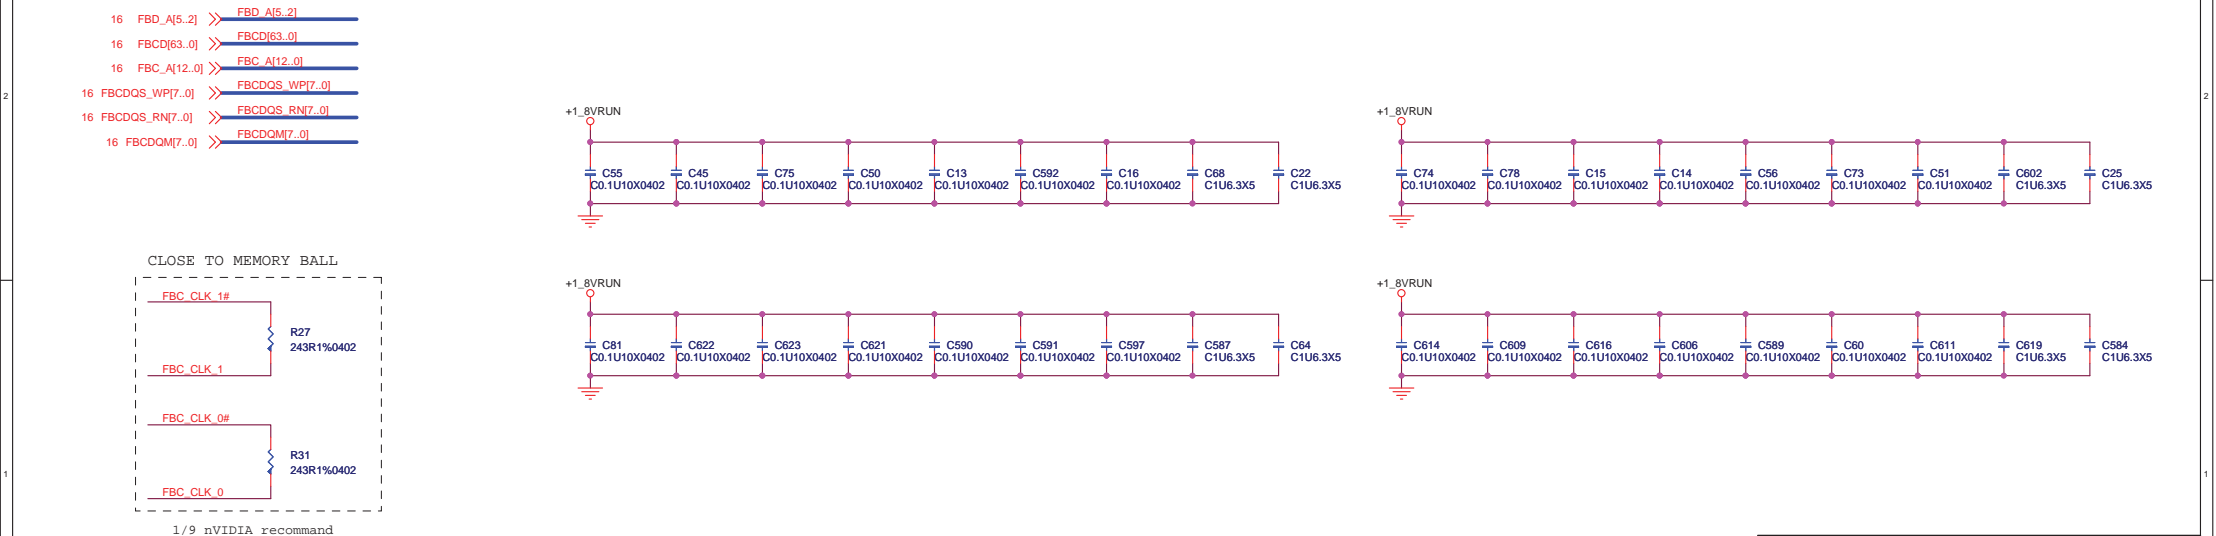 16 FBD_A[5..2] FBD_A[5..2]
16 FBCD[63..0] FBCD[63..0]
16 FBC_A[12..0] FBC_A[12..0]
16 FBCDQS_WP[7..0] FBCDQS_WP[7..0]
16 FBCDQS_RN[7..0] FBCDQS_RN[7..0]
16 FBCDQM[7..0] FBCDQM[7..0]
2 2
+1_8VRUN +1_8VRUN
C55 C45 C75 C50 C13 C592 C16 C68 C22 C74 C78 C15 C14 C56 C73 C51 C602 C25
C0.1U10X0402 C0.1U10X0402 C0.1U10X0402 C0.1U10X0402 C0.1U10X0402 C0.1U10X0402 C0.1U10X0402 C1U6.3X5 C1U6.3X5 C0.1U10X0402 C0.1U10X0402 C0.1U10X0402 C0.1U10X0402 C0.1U10X0402 C0.1U10X0402 C0.1U10X0402 C1U6.3X5 C1U6.3X5
CLOSE TO MEMORY BALL
FBC_CLK_1#
R27
243R1%0402
FBC_CLK_1
FBC_CLK_0#
R31
243R1%0402
FBC_CLK_0
1/9 nVIDIA recommand
+1_8VRUN +1_8VRUN
C81 C622 C623 C621 C590 C591 C597 C587 C64 C614 C609 C616 C606 C589 C60 C611 C619 C584
C0.1U10X0402 C0.1U10X0402 C0.1U10X0402 C0.1U10X0402 C0.1U10X0402 C0.1U10X0402 C0.1U10X0402 C1U6.3X5 C1U6.3X5 C0.1U10X0402 C0.1U10X0402 C0.1U10X0402 C0.1U10X0402 C0.1U10X0402 C0.1U10X0402 C0.1U10X0402 C1U6.3X5 C1U6.3X5
1 1